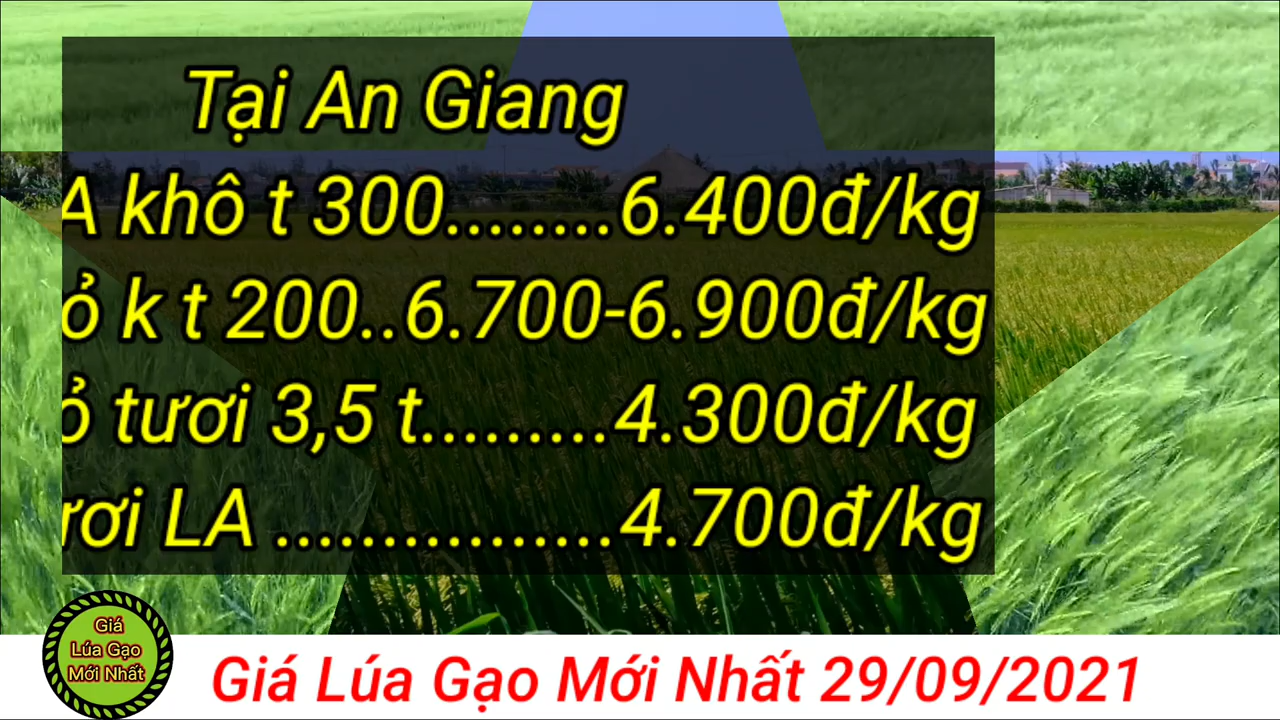 Tại An Giang
A khô t 300........6.400đ/kg
ỏ k t 200..6.700-6.900đ/kg
ỏ tươi 3,5 t.........4.300đ/kg
ươi LA ................4.700đ/kg
Giá
Lúa Gạo
Mới Nhất
Giá Lúa Gạo Mới Nhất 29/09/2021